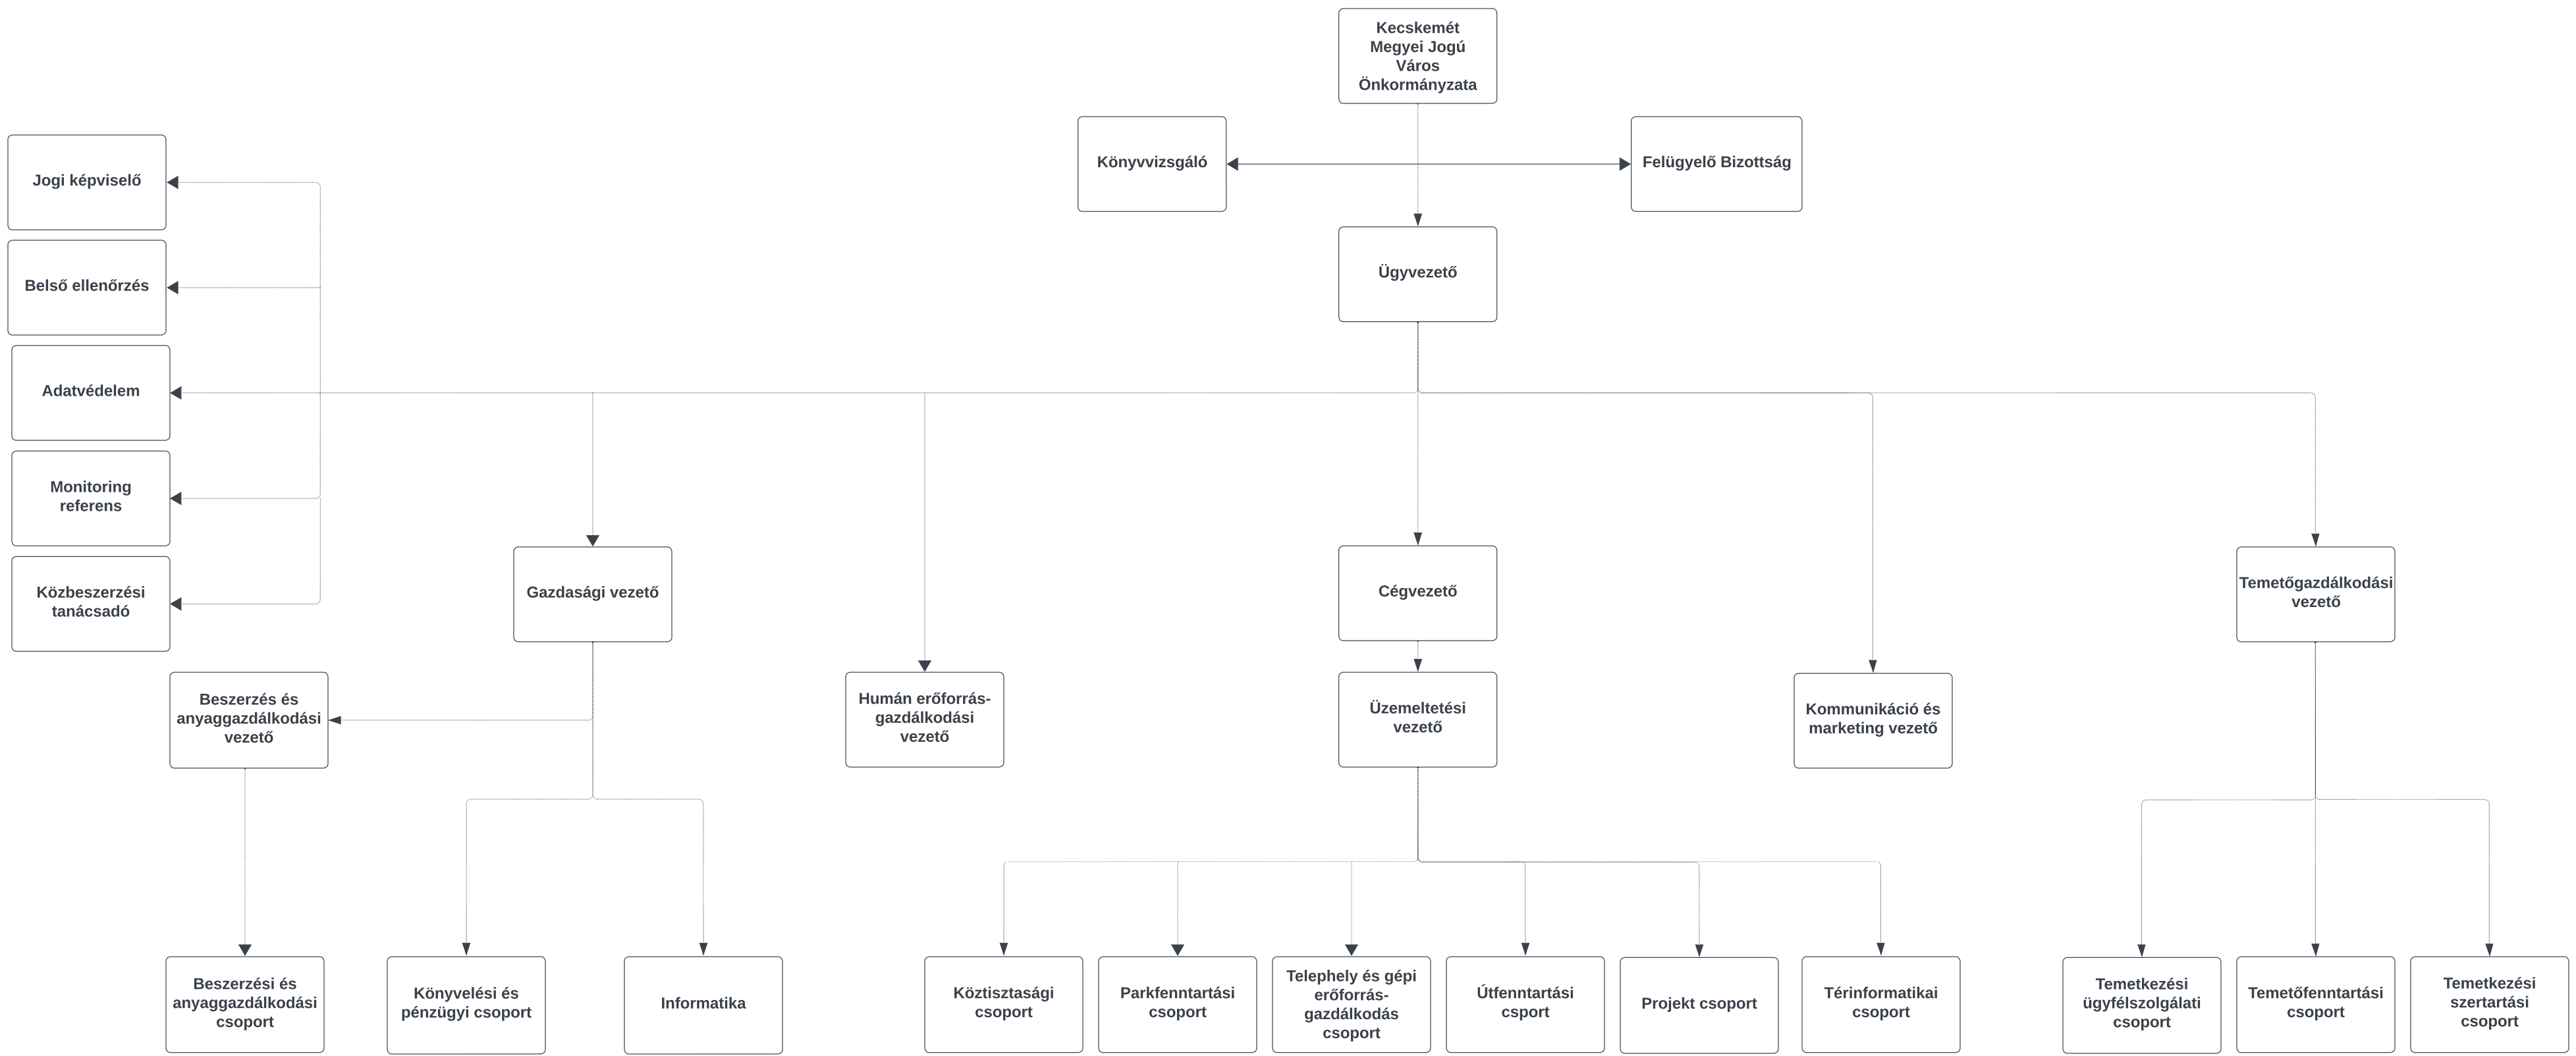 Kecskemét
Megyei Jogú
Város
Önkormányzata
Könyvvizsgáló
Felügyelő Bizottság
Jogi képviselő
Belső ellenőrzés
Ügyvezető
Adatvédelem
Monitoring
referens
Közbeszerzési
tanácsadó
Gazdasági vezető
Cégvezető
Temetőgazdálkodási
vezető
Beszerzés és
anyaggazdálkodási
vezető
Humán erőforrás-
gazdálkodási
vezető
Üzemeltetési
vezető
Kommunikáció és
marketing vezető
Beszerzési és
anyaggazdálkodási
csoport
Könyvelési és
pénzügyi csoport
Informatika
Köztisztasági
csoport
Parkfenntartási
csoport
Telephely és gépi
erőforrás-
gazdálkodás
csoport
Útfenntartási
csport
Projekt csoport
Térinformatikai
csoport
Temetkezési
ügyfélszolgálati
csoport
Temetőfenntartási
csoport
Temetkezési
szertartási
csoport